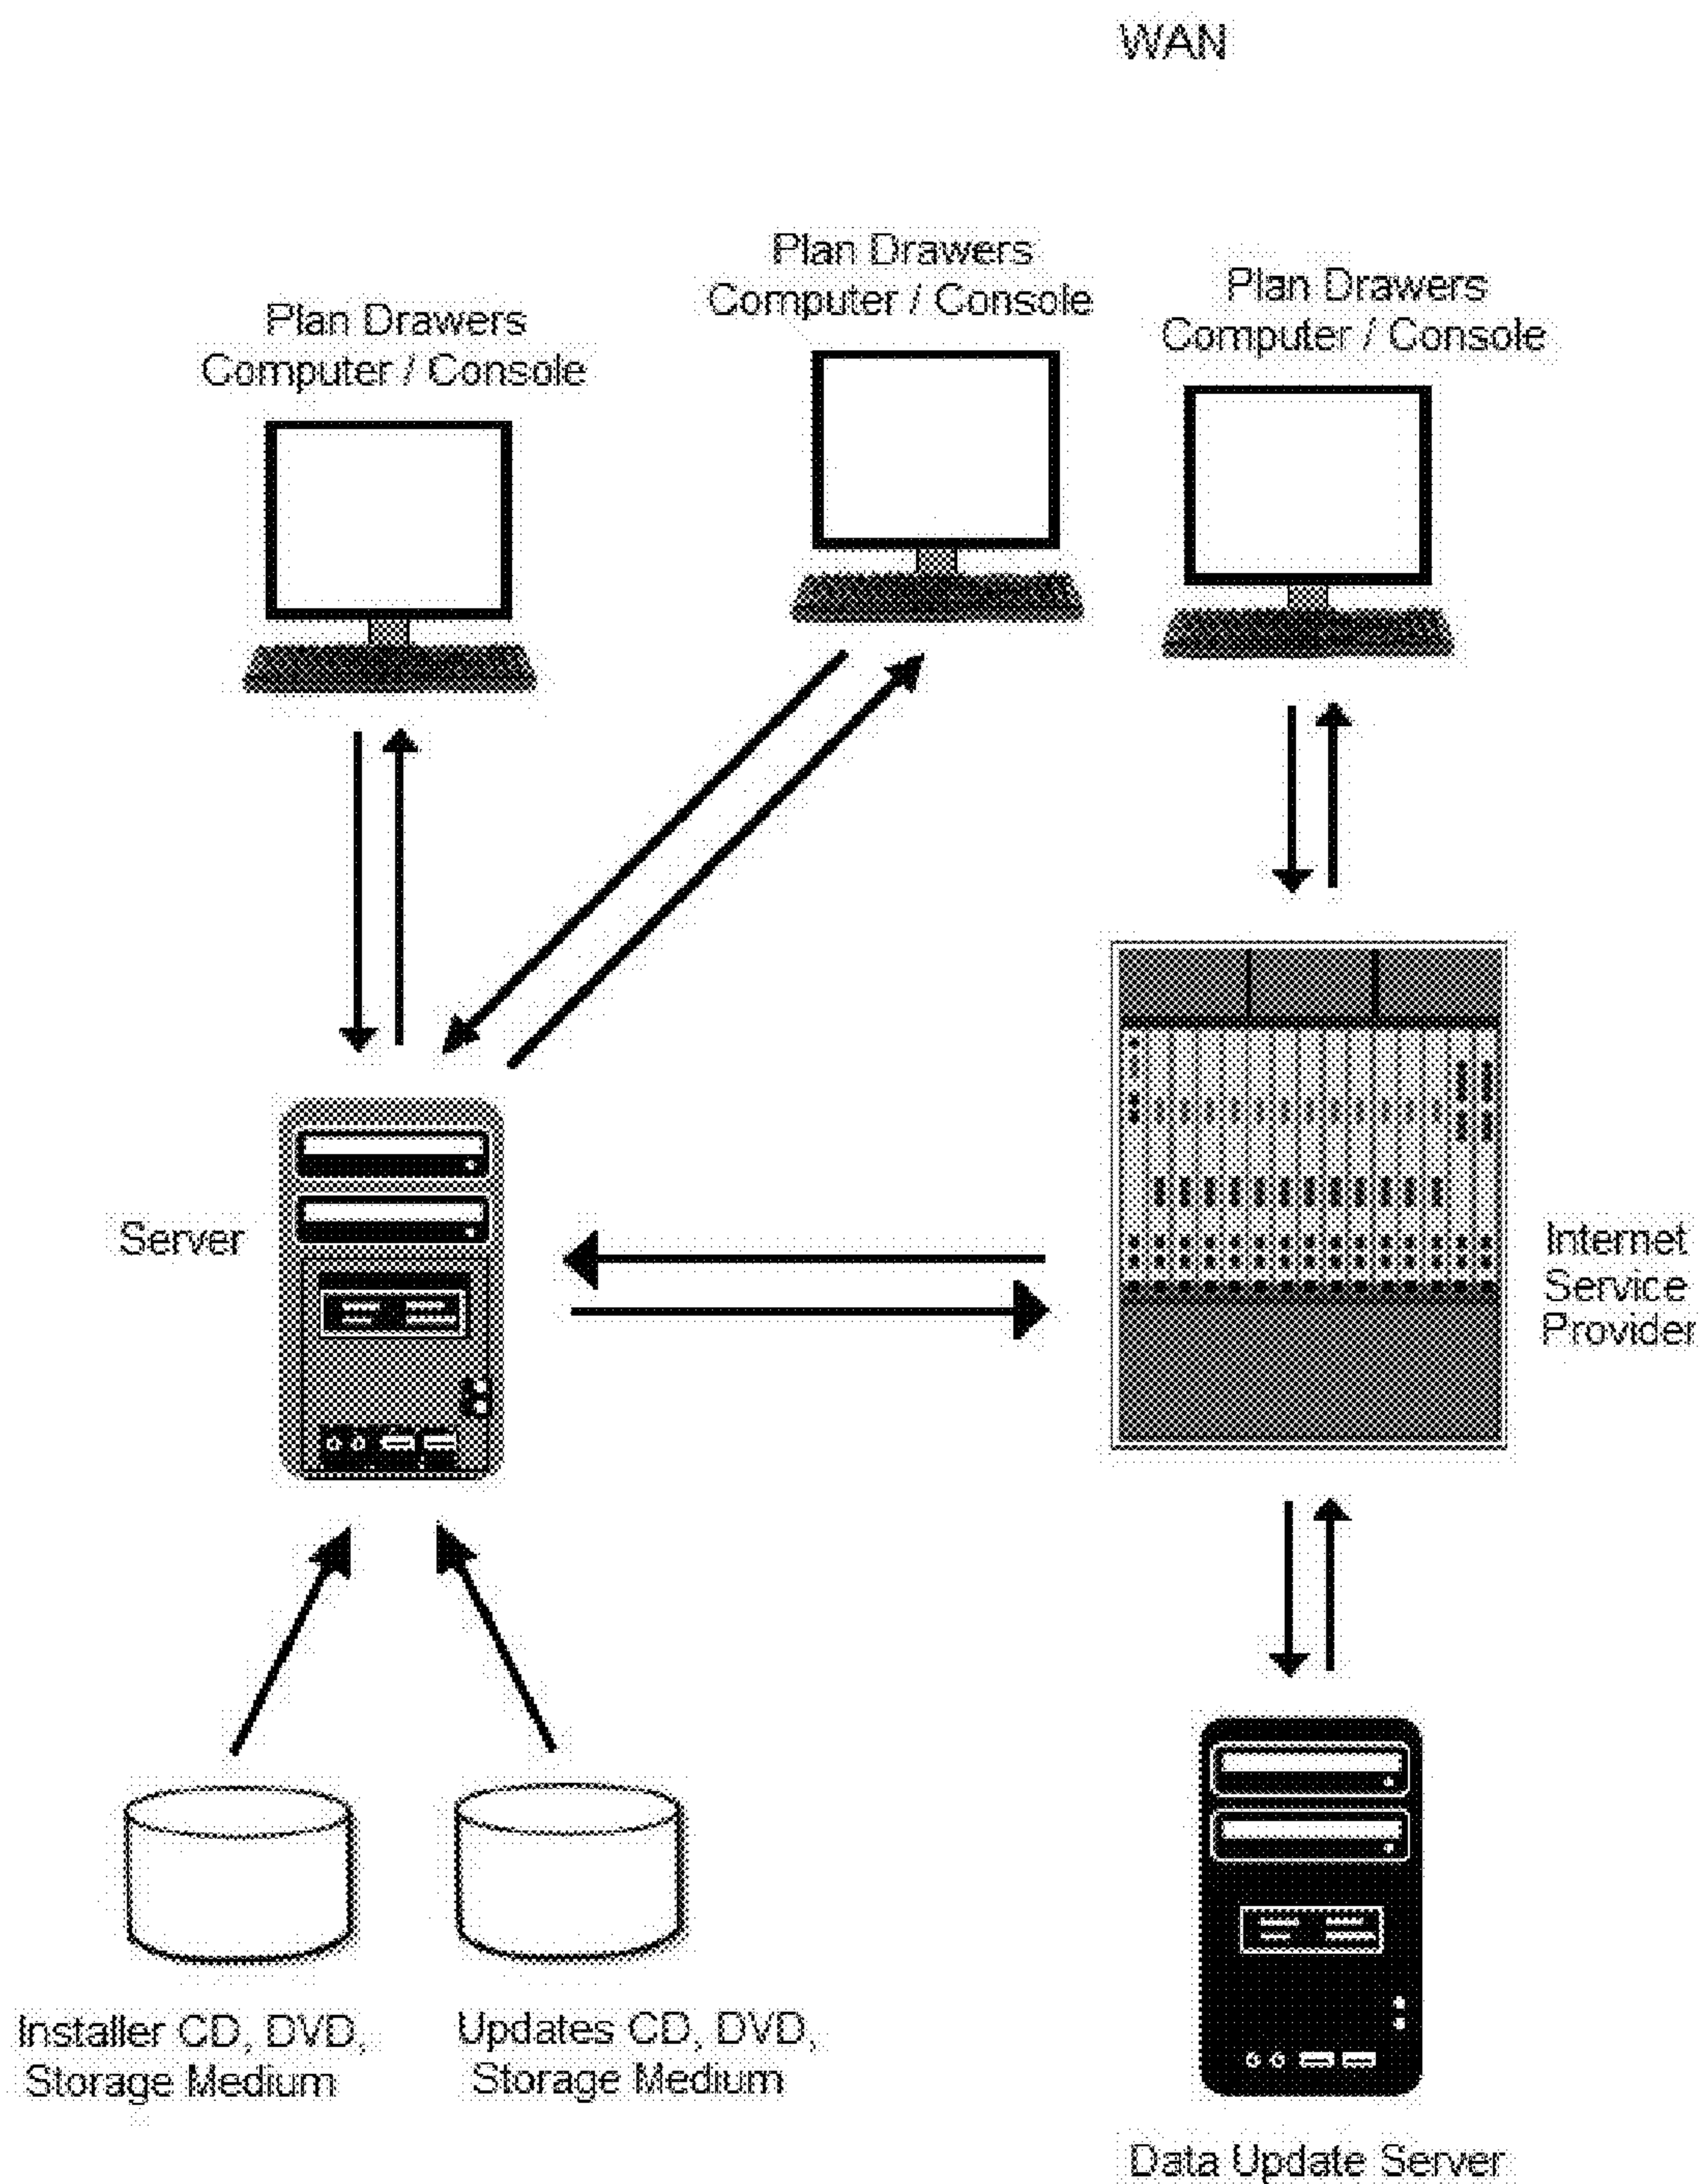 WAN
Plan Drawers
Computer / Console
Plan Drawers
Computer / Console
Plan Drawers
Computer / Console
Server
Internet
Service
Provider
Installer CD, DVD,
Storage Medium
Updates CD, DVD,
Storage Medium
Data Update Server